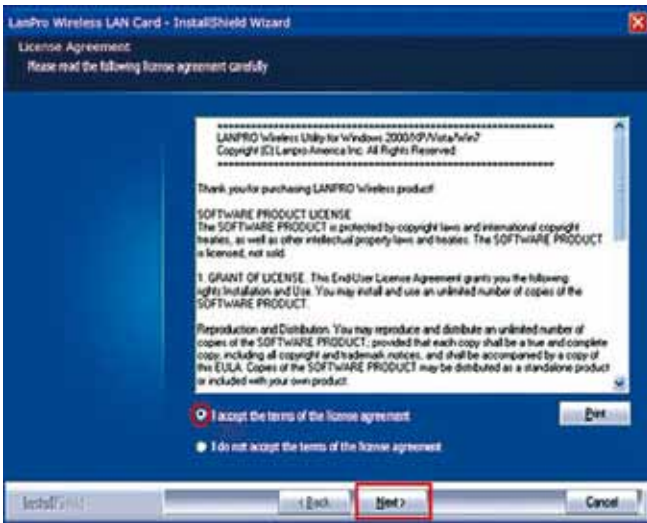 LanPro Wireless LAN Card - InstallShield Wizard
License Agreement
Please read the following license agreement carefully
LANPRO Wireless Utility for Windows 2000/XP/Vista/Win7
Copyright (C) Lanpro America Inc. All Rights Reserved
Thank you for purchasing LANPRO Wireless product!
SOFTWARE PRODUCT LICENSE
The SOFTWARE PRODUCT is protected by copyright laws and international copyright
treaties, as well as other intellectual property laws and treaties. The SOFTWARE PRODUCT
is licensed, not sold.
1. GRANT OF LICENSE. This End-User License Agreement grants you the following
rights Installation and Use. You may install and use an unlimited number of copies of the
SOFTWARE PRODUCT.
Reproduction and Distribution. You may reproduce and distribute an unlimited number of
copies of the SOFTWARE PRODUCT; provided that each copy shall be a true and complete
copy, including all copyright and trademark notices, and shall be accompanied by a copy of
this EULA. Copies of the SOFTWARE PRODUCT may be distributed as a standalone product
or included with your own product.
I accept the terms of the license agreement
Print
I do not accept the terms of the license agreement
InstallShield
< Back
Next >
Cancel